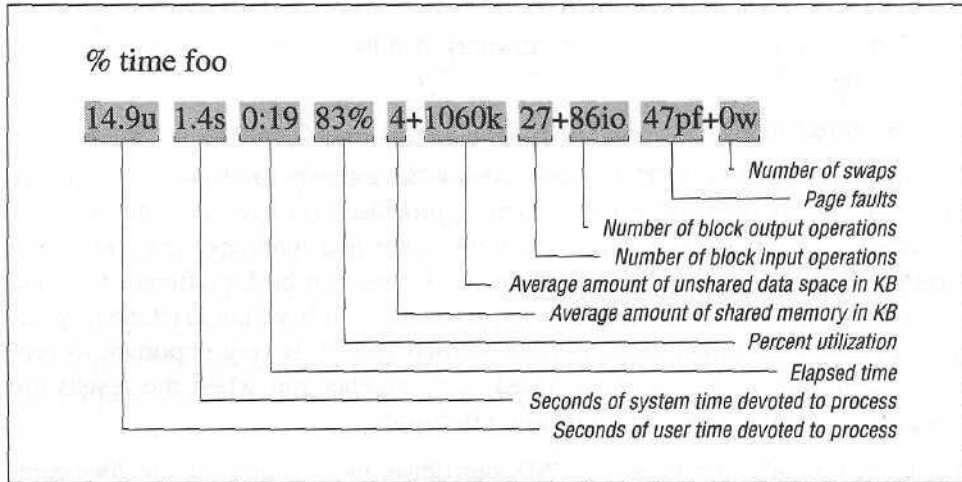 % time foo
14.9u 1.4s 0:19 83% 4+1060k 27+86io 47pf+0w
Number of swaps
Page faults
Number of block output operations
Number of block input operations
Average amount of unshared data space in KB
Average amount of shared memory in KB
Percent utilization
Elapsed time
Seconds of system time devoted to process
Seconds of user time devoted to process